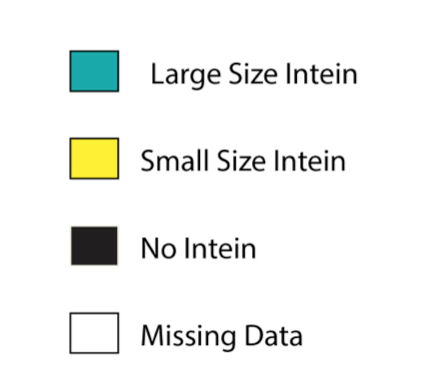 Large Size Intein
Small Size Intein
No Intein
Missing Data